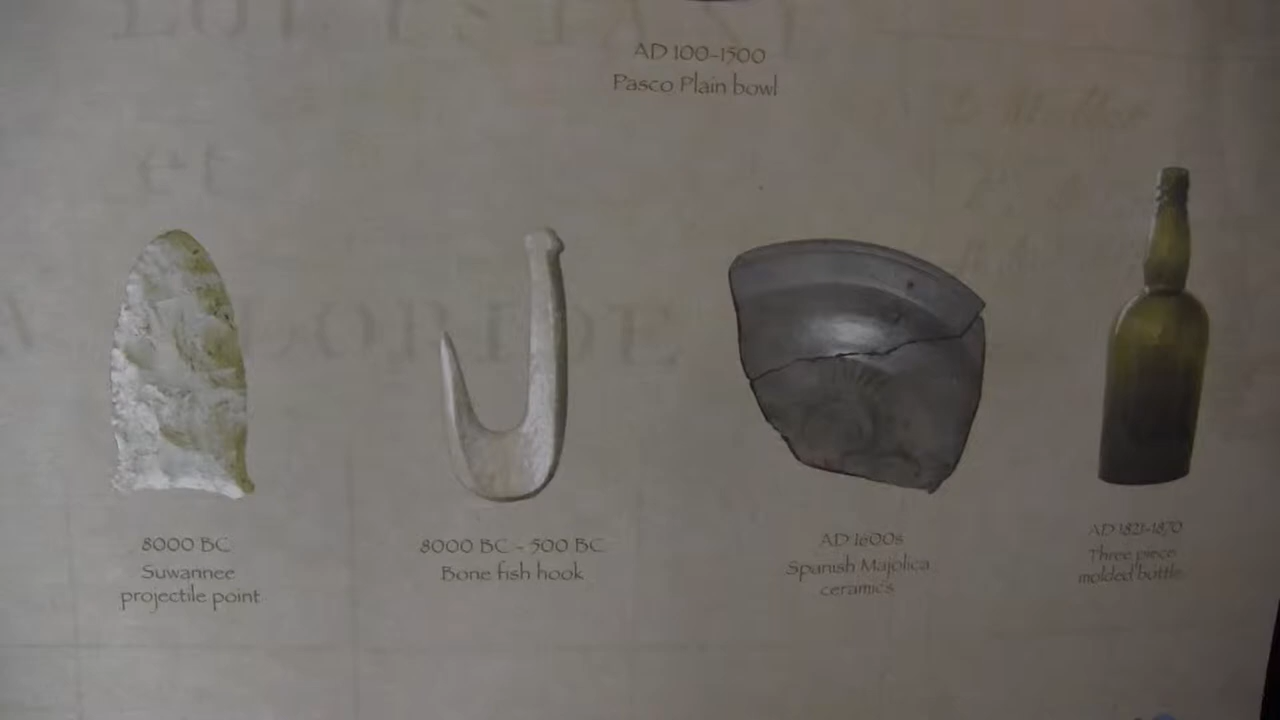 AD 100-1500
Pasco Plain bowl
8000 BC
Suwannee
projectile point
8000 BC - 500 BC
Bone fish hook
AD 1600s
Spanish Majolica
ceramics
AD 1821-1870
Three piece
molded bottle